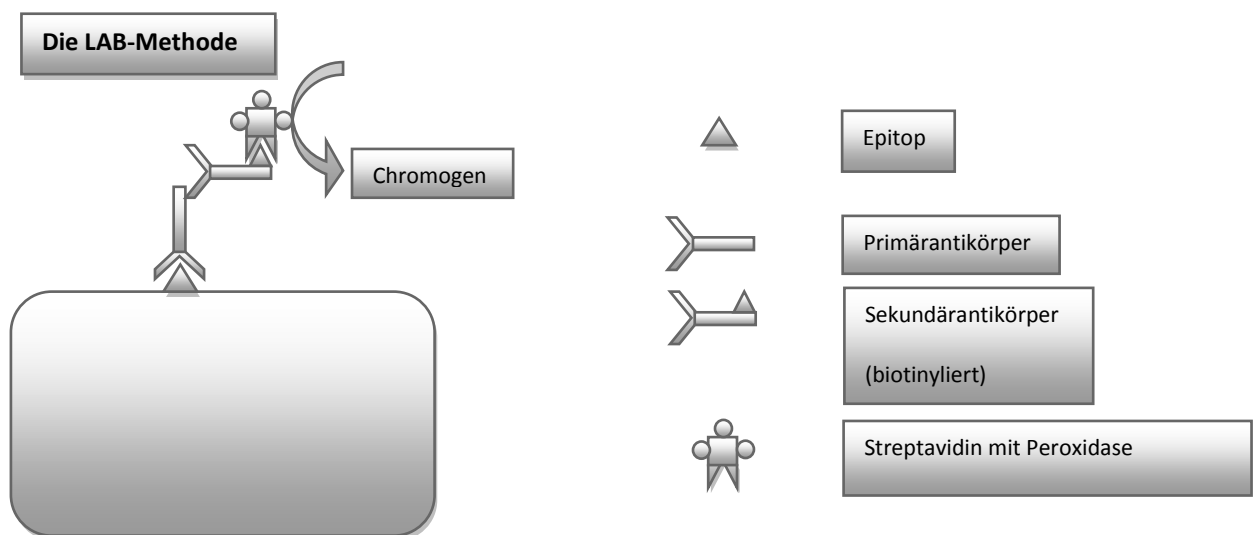 Die LAB-Methode
Chromogen
Epitop
Primärantikörper
Sekundärantikörper
(biotinyliert)
Streptavidin mit Peroxidase